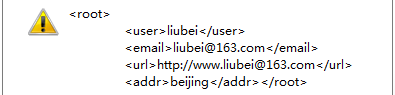 <root>
<user>liubei</user>
<email>liubei@163.com</email>
<url>http://www.liubei@163.com</url>
<addr>beijing</addr></root>